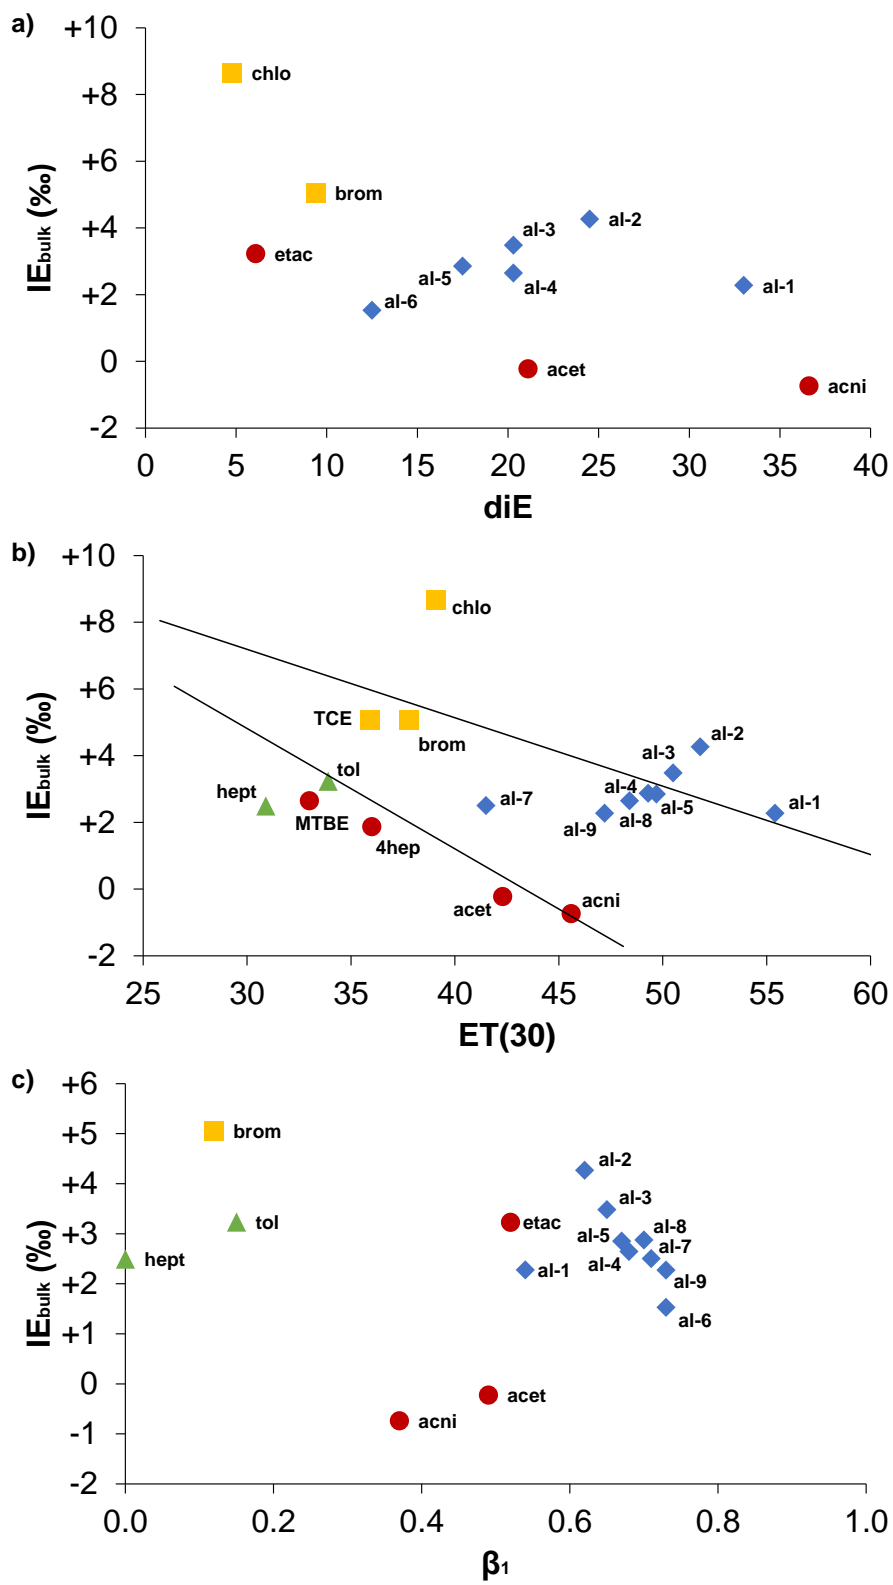 a)
+10
+8
+6
+4
+2
0
-2
IEbulk (‰)
chlo
brom
etac
al-3
al-2
al-5
al-4
al-6
al-1
acet
acni
0 5 10 15 20 25 30 35 40
diE
b)
+10
+8
+6
+4
+2
0
-2
IEbulk (‰)
chlo
TCE
brom
al-2
al-3
tol
hept
al-4
al-7
al-5
al-1
MTBE
al-9
al-8
4hep
acet
acni
25 30 35 40 45 50 55 60
ET(30)
c)
+6
+5
+4
+3
+2
+1
0
-1
-2
IEbulk (‰)
brom
al-2
al-3
tol
etac
al-5
al-8
al-7
hept
al-1
al-4
al-9
al-6
acet
acni
0.0 0.2 0.4 0.6 0.8 1.0
β1